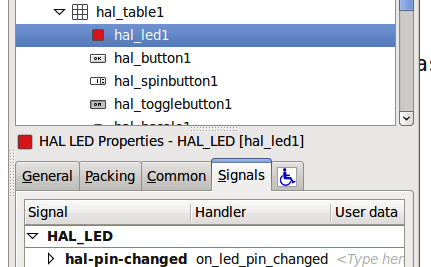 hal_table1
hal_led1
hal_button1
hal_spinbutton1
hal_togglebutton1
HAL LED Properties - HAL_LED [hal_led1]
General Packing Common Signals
Signal Handler User data
HAL_LED
hal-pin-changed on_led_pin_changed <Type her